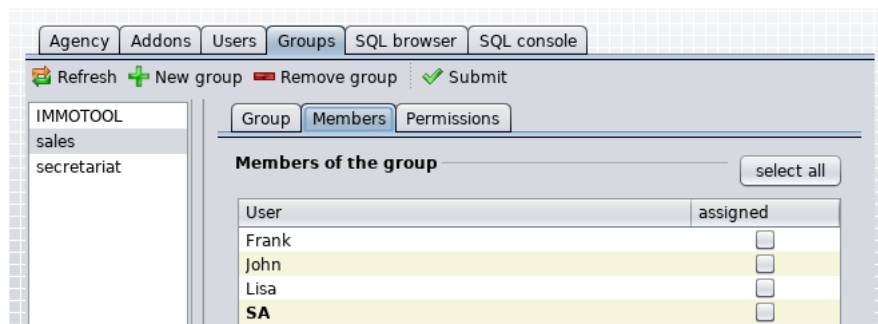 Agency Addons Users Groups SQL browser SQL console
Refresh New group Remove group Submit
IMMOTOOL
sales
secretariat
Group Members Permissions
Members of the group select all
User assigned
Frank
John
Lisa
SA